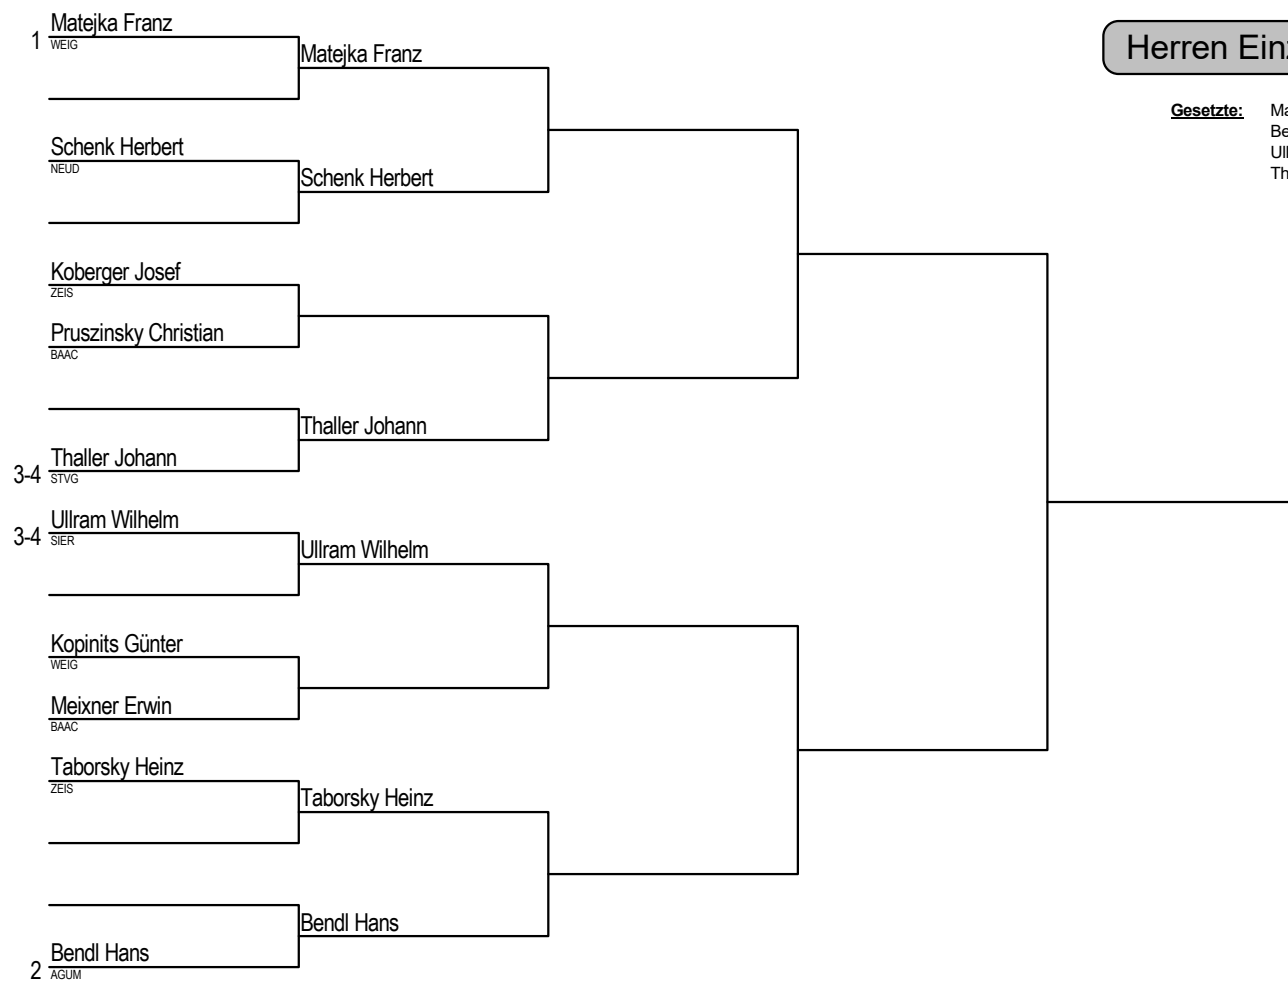 Matejka Franz
1
WEIG
Matejka Franz
Herren
Gesetzte:
Schenk Herbert
NEUD
Schenk Herbert
Koberger Josef
ZEIS
Pruszinsky Christian
BAAC
Thaller Johann
Thaller Johann
3-4
STVG
Ullram Wilhelm
3-4
SIER
Ullram Wilhelm
Kopinits Günter
WEIG
Meixner Erwin
BAAC
Taborsky Heinz
ZEIS
Taborsky Heinz
Bendl Hans
Bendl Hans
2
AGUM